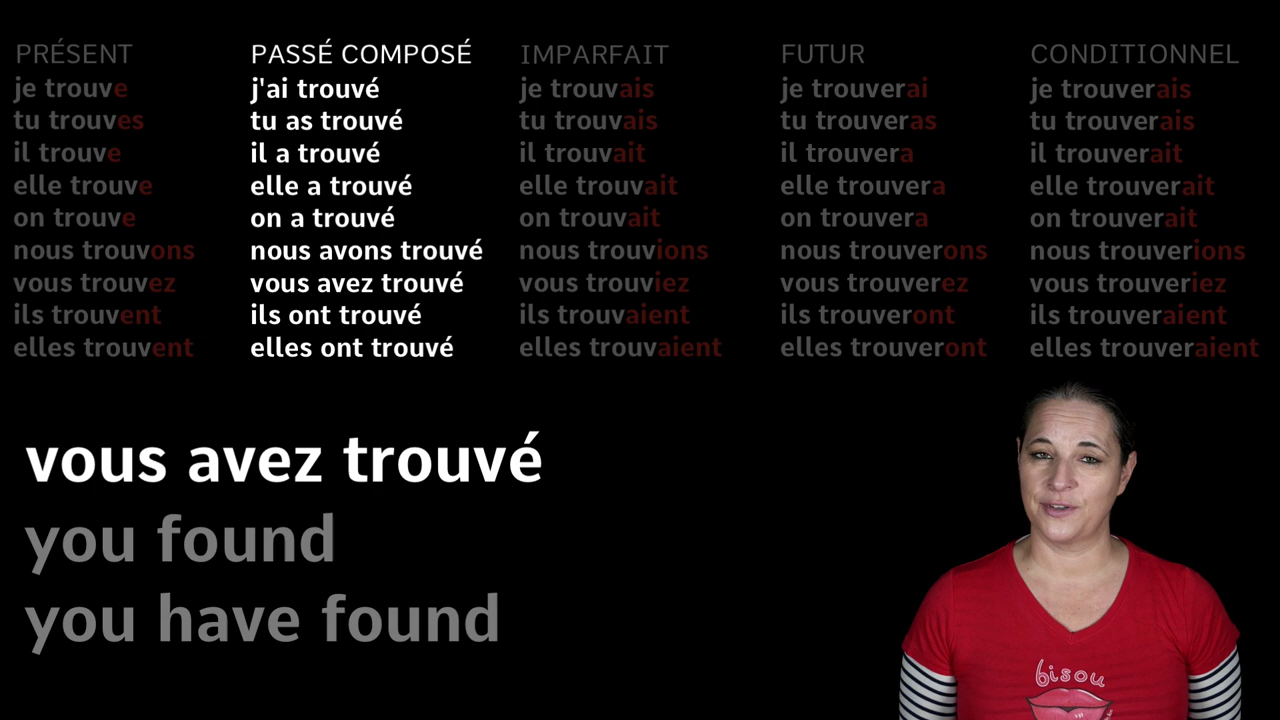 PRÉSENT
je trouve
tu trouves
il trouve
elle trouve
on trouve
nous trouvons
vous trouvez
ils trouvent
elles trouvent
PASSÉ COMPOSÉ
j'ai trouvé
tu as trouvé
il a trouvé
elle a trouvé
on a trouvé
nous avons trouvé
vous avez trouvé
ils ont trouvé
elles ont trouvé
IMPARFAIT
je trouvais
tu trouvais
il trouvait
elle trouvait
on trouvait
nous trouvions
vous trouviez
ils trouvaient
elles trouvaient
FUTUR
je trouverai
tu trouveras
il trouvera
elle trouvera
on trouvera
nous trouverons
vous trouverez
ils trouveront
elles trouveront
CONDITIONNEL
je trouverais
tu trouverais
il trouverait
elle trouverait
on trouverait
nous trouverions
vous trouveriez
ils trouveraient
elles trouveraient
vous avez trouvé
you found
you have found
bisou